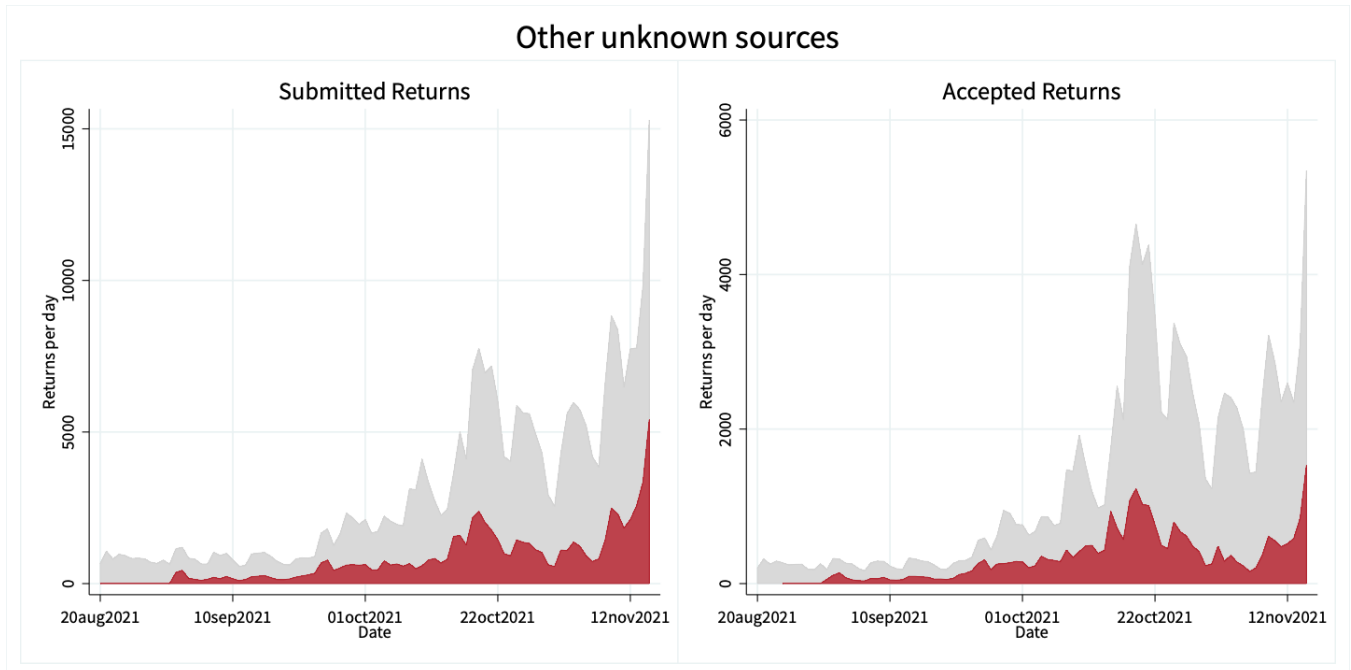 Other unknown sources
Submitted Returns
Returns per day
15000
10000
5000
0
20aug2021 10sep2021 01oct2021 22oct2021 12nov2021
Date
Accepted Returns
Returns per day
6000
4000
2000
0
20aug2021 10sep2021 01oct2021 22oct2021 12nov2021
Date